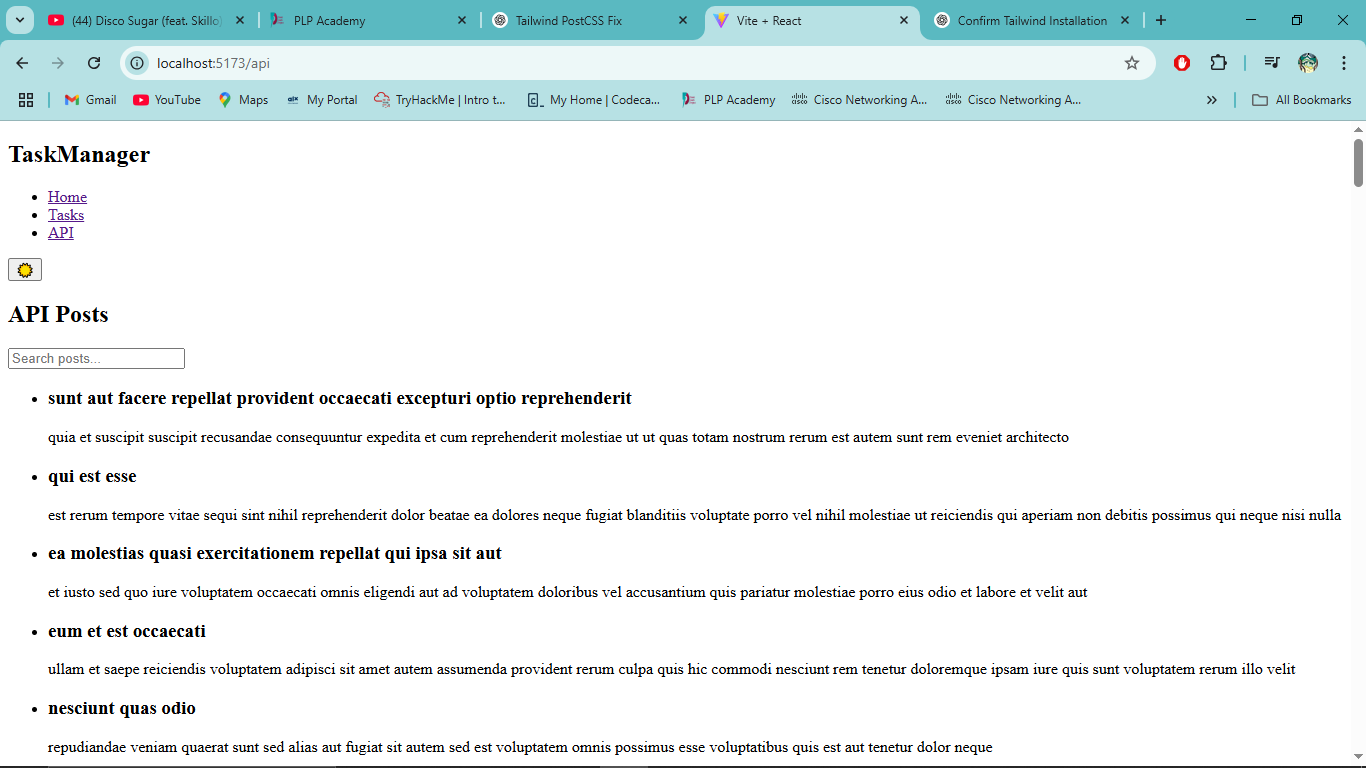 (44) Disco Sugar (feat. Skillo)
PLP Academy
Tailwind PostCSS Fix
Vite + React
Confirm Tailwind Installation
localhost:5173/api
Gmail
YouTube
Maps
My Portal
TryHackMe | Intro t...
My Home | Codeca...
PLP Academy
Cisco Networking A...
Cisco Networking A...
All Bookmarks
TaskManager
Home
Tasks
API
API Posts
Search posts...
sunt aut facere repellat provident occaecati excepturi optio reprehenderit
quia et suscipit suscipit recusandae consequuntur expedita et cum reprehenderit molestiae ut ut quas totam nostrum rerum est autem sunt rem eveniet architecto
qui est esse
est rerum tempore vitae sequi sint nihil reprehenderit dolor beatae ea dolores neque fugiat blanditiis voluptate porro vel nihil molestiae ut reiciendis qui aperiam non debitis possimus qui neque nisi nulla
ea molestias quasi exercitationem repellat qui ipsa sit aut
et iusto sed quo iure voluptatem occaecati omnis eligendi aut ad voluptatem doloribus vel accusantium quis pariatur molestiae porro eius odio et labore et velit aut
eum et est occaecati
ullam et saepe reiciendis voluptatem adipisci sit amet autem assumenda provident rerum culpa quis hic commodi nesciunt rem tenetur doloremque ipsam iure quis sunt voluptatem rerum illo velit
nesciunt quas odio
repudiandae veniam quaerat sunt sed alias aut fugiat sit autem sed est voluptatem omnis possimus esse voluptatibus quis est aut tenetur dolor neque